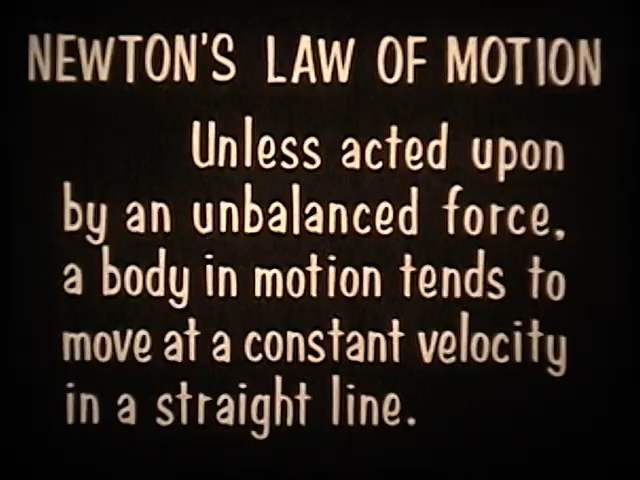 NEWTON'S LAW OF MOTION
Unless acted upon
by an unbalanced force,
a body in motion tends to
move at a constant velocity
in a straight line.